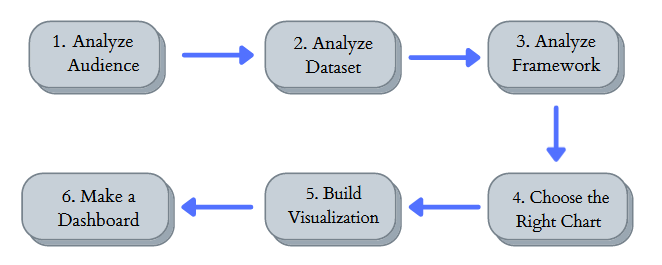 1. Analyze
Audience
2. Analyze
Dataset
3. Analyze
Framework
4. Choose the
Right Chart
5. Build
Visualization
6. Make a
Dashboard